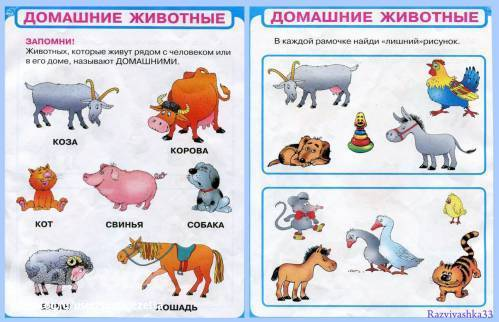 ДОМАШНИЕ ЖИВОТНЫЕ
ЗАПОМНИ!
Животных, которые живут рядом с человеком или
в его доме, называют ДОМАШНИМИ.
КОЗА
КОРОВА
КОТ
СВИНЬЯ
СОБАКА
ЛОШАДЬ
ДОМАШНИЕ ЖИВОТНЫЕ
В каждой рамочке найди «лишний»рисунок.
Razvivashka33